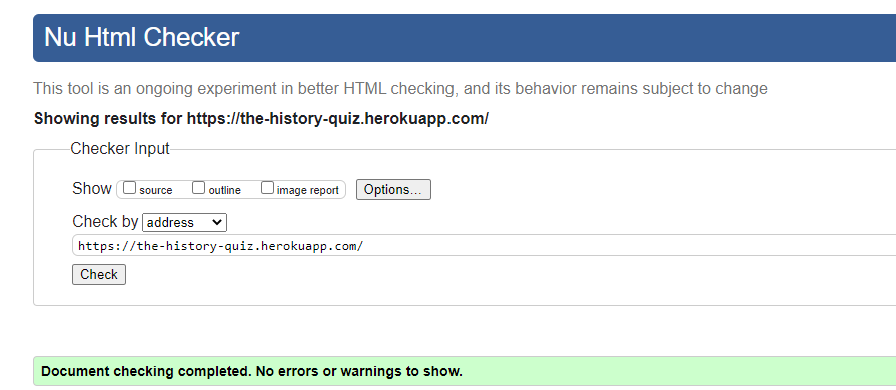 Nu Html Checker
This tool is an ongoing experiment in better HTML checking, and its behavior remains subject to change
Showing results for https://the-history-quiz.herokuapp.com/
Checker Input
Show source outline image report Options...
Check by address
https://the-history-quiz.herokuapp.com/
Check
Document checking completed. No errors or warnings to show.